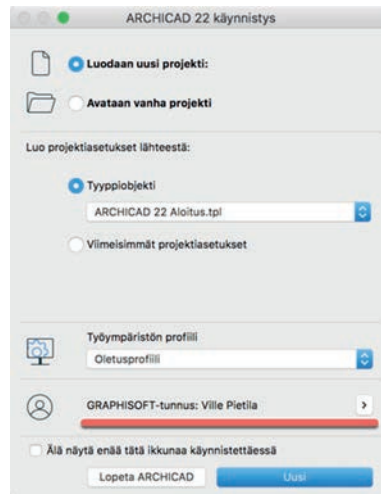 ARCHICAD 22 käynnistys
Luodaan uusi projekti:
Avataan vanha projekti
Luo projektiasetukset lähteestä:
Tyyppiobjekti
ARCHICAD 22 Aloitus.tpl
Viimeisimmät projektiasetukset
Työympäristön profiili
Oletusprofiili
GRAPHISOFT-tunnus: Ville Pietila
Älä näytä enää tätä ikkunaa käynnistettäessä
Lopeta ARCHICAD Uusi